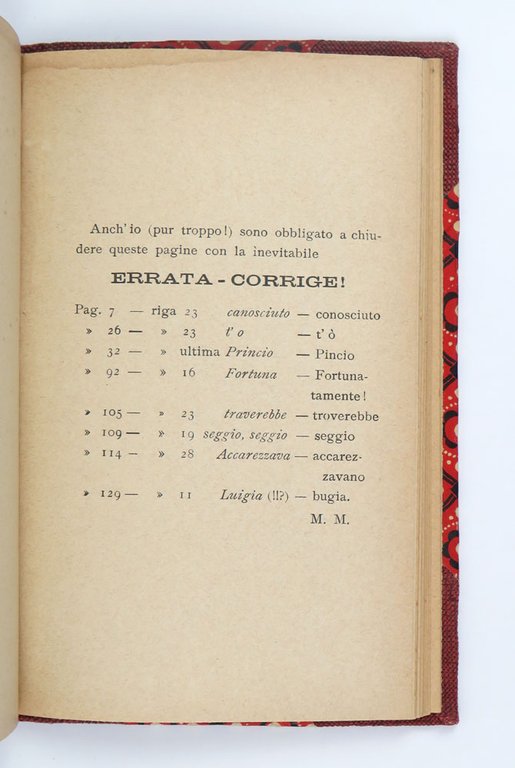 Anch'io (pur troppo!) sono obbligato a chiu-
dere queste pagine con la inevitabile
ERRATA - CORRIGE!
Pag. 7 — riga 23 canosciuto — conosciuto
» 26 — » 23 t' o — t' ò
» 32 — » ultima Princio — Pincio
» 92 — » 16 Fortuna — Fortuna-
tamente!
» 105 — » 23 traverebbe — troverebbe
» 109 — » 19 seggio, seggio — seggio
» 114 — » 28 Accarezzava — accarez-
zavano
» 129 — » 11 Luigia (!!?) — bugia.
M. M.